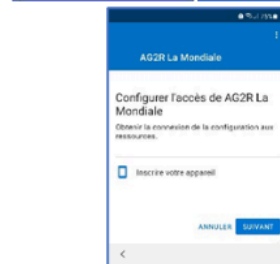 75%
AG2R La Mondiale
Configurer l'accès de AG2R La
Mondiale
Obtenir la connexion de la configuration aux
ressources.
Inscrire votre appareil
ANNULER SUIVANT